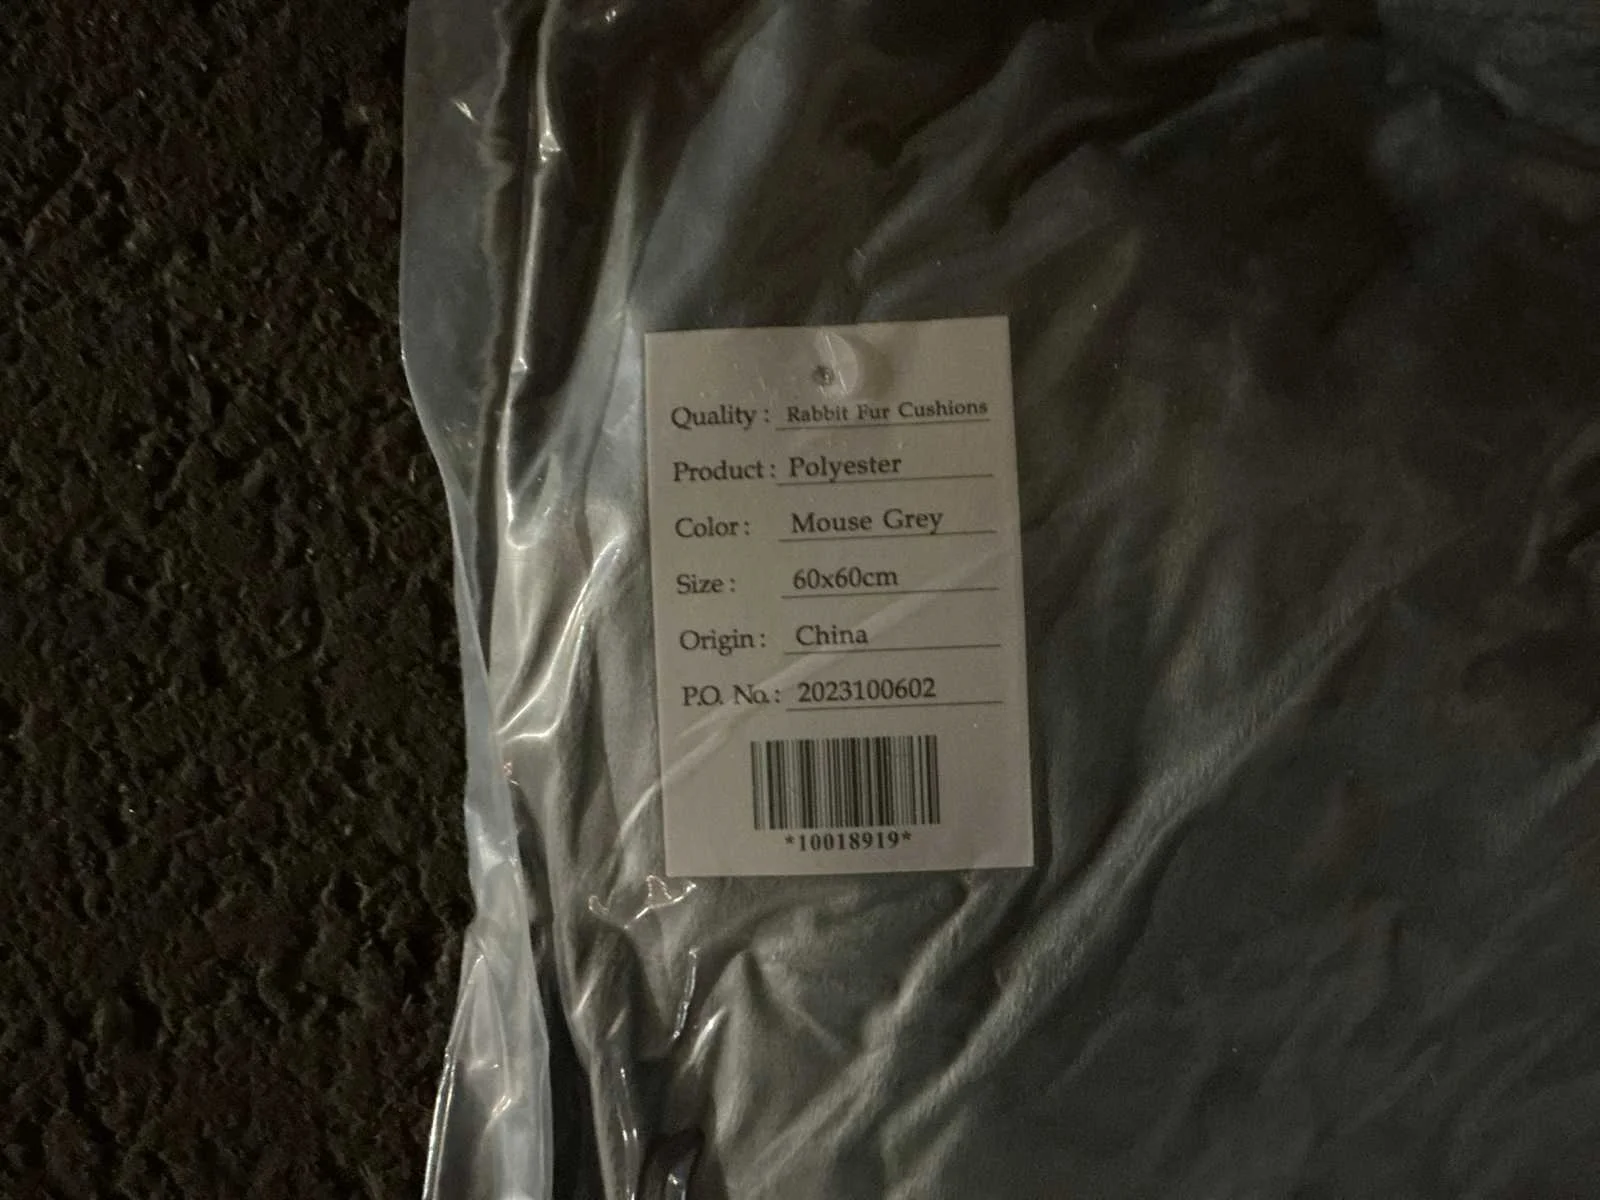 Quality : Rabbit Fur Cushions
Product : Polyester
Color : Mouse Grey
Size : 60x60cm
Origin : China
P.O. No. : 2023100602
*10018919*